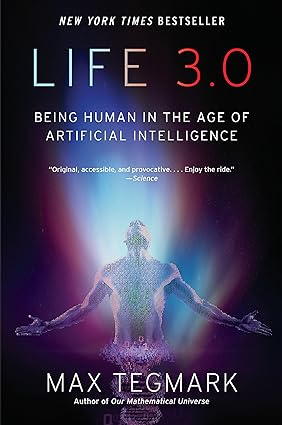 NEW YORK TIMES BESTSELLER
LIFE 3.0
BEING HUMAN IN THE AGE OF
ARTIFICIAL INTELLIGENCE
"Original, accessible, and provocative. . . . Enjoy the ride."
—Science
MAX TEGMARK
Author of Our Mathematical Universe